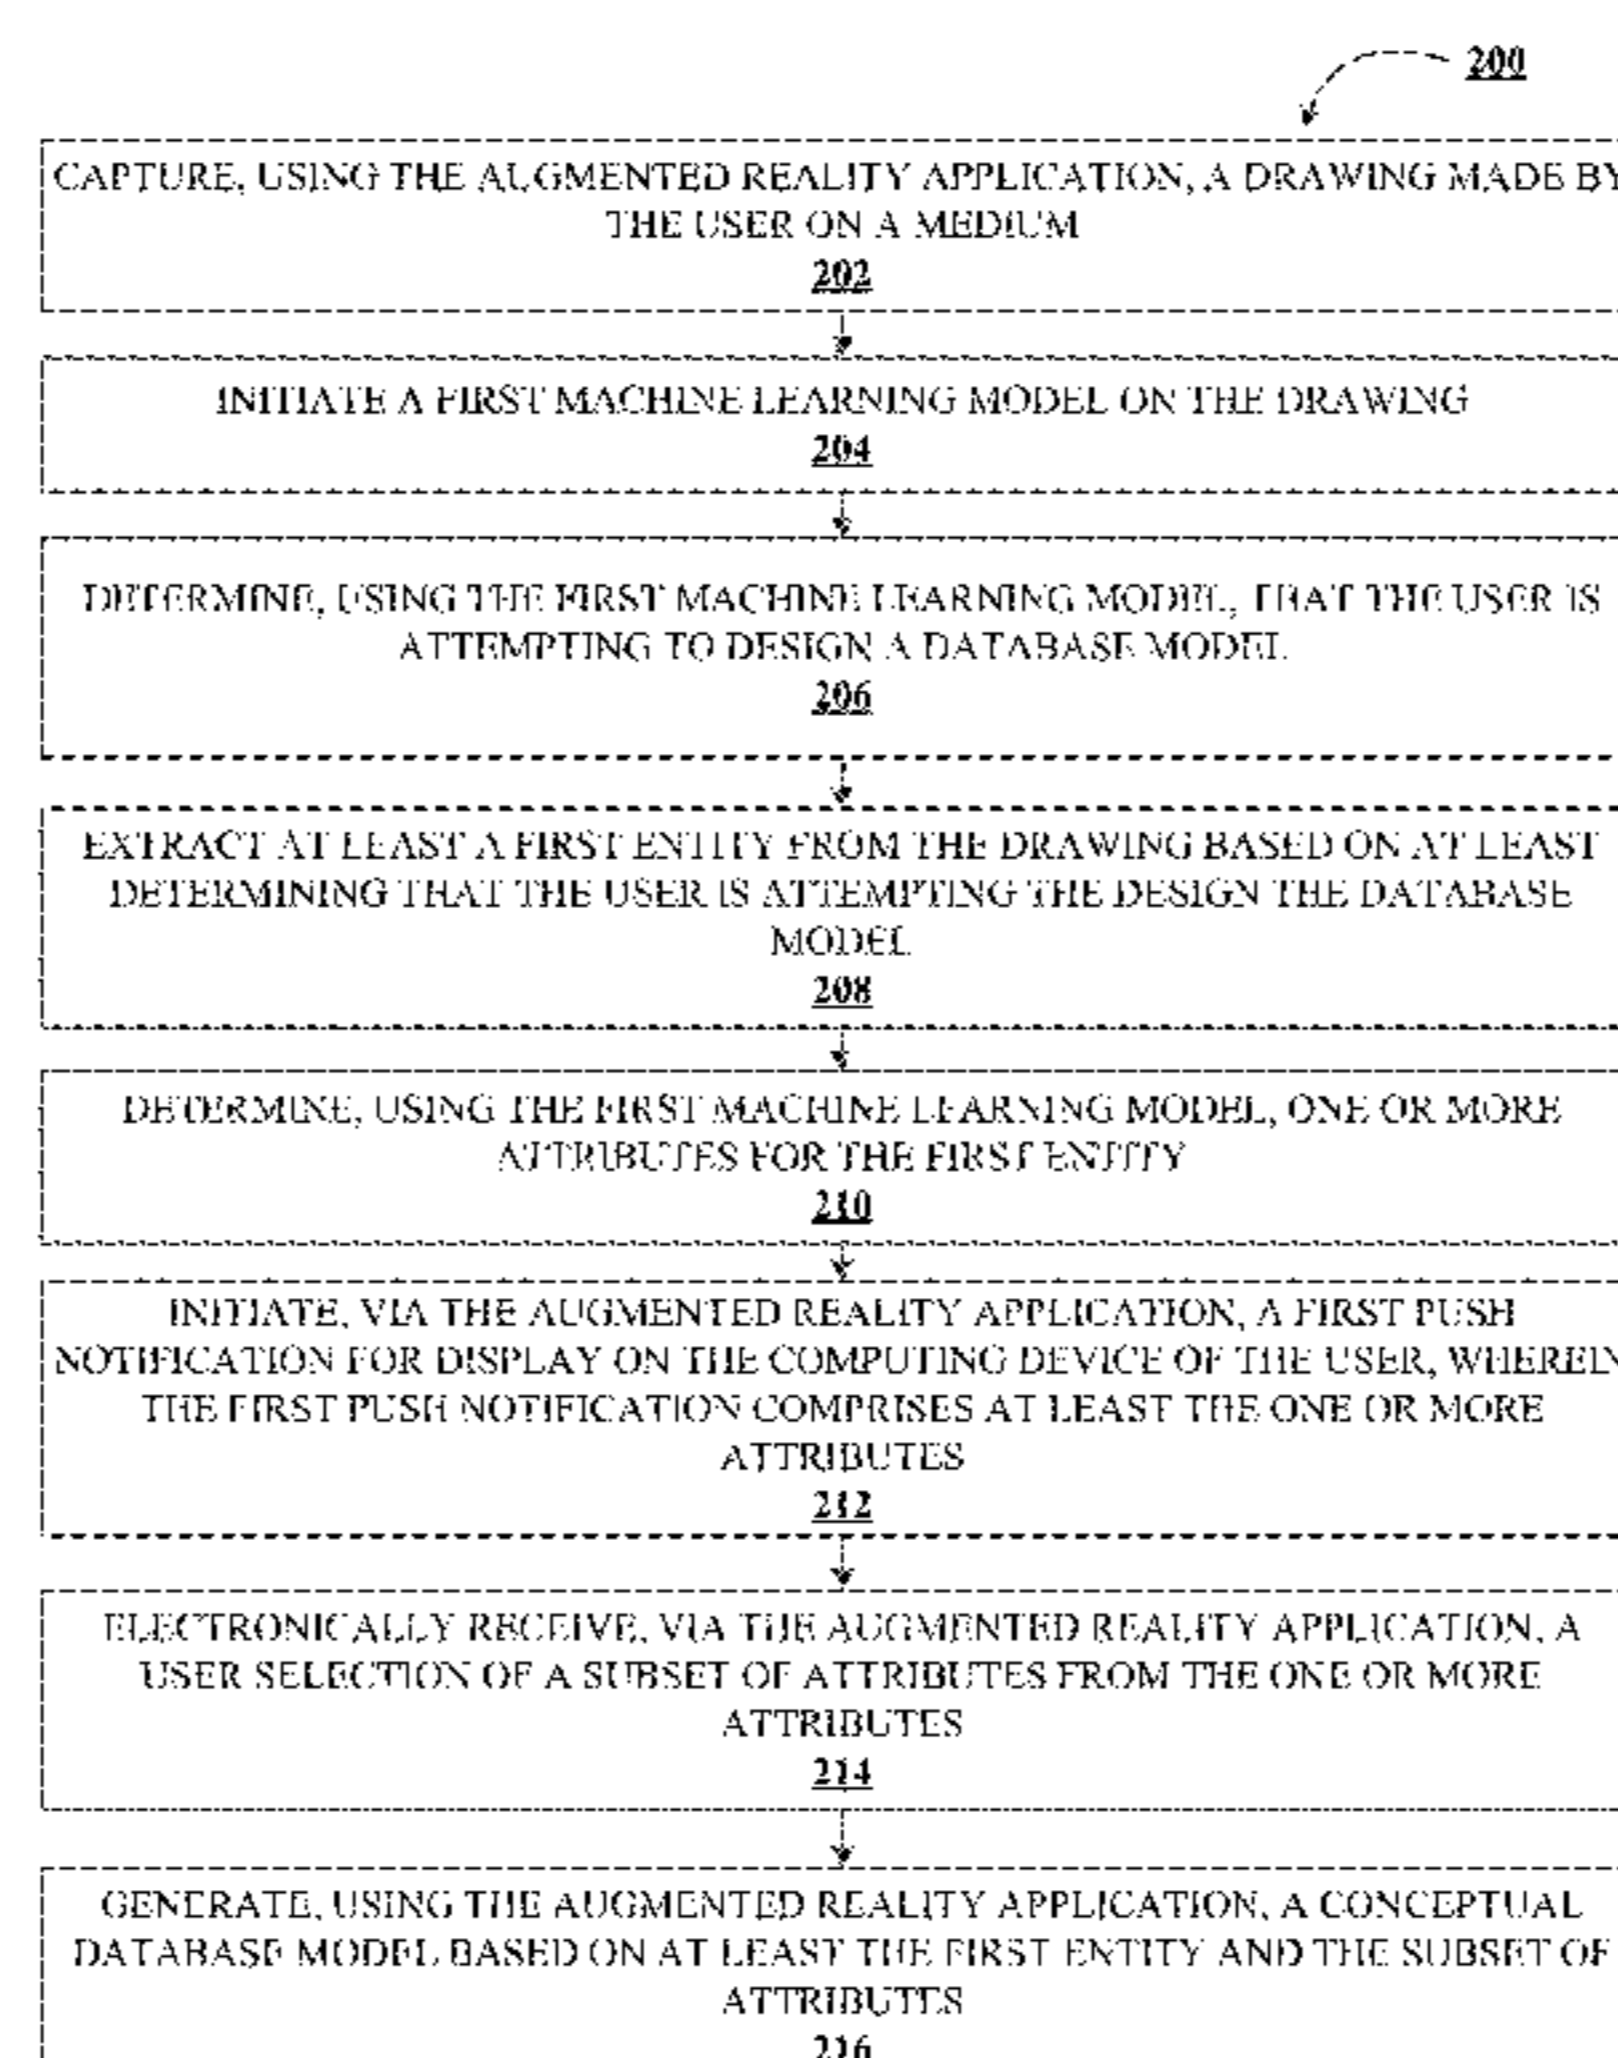 200
CAPTURE, USING THE AUGMENTED REALITY APPLICATION, A DRAWING MADE BY
THE USER ON A MEDIUM
202
INITIATE A FIRST MACHINE LEARNING MODEL ON THE DRAWING
204
DETERMINE, USING THE FIRST MACHINE LEARNING MODEL, THAT THE USER IS
ATTEMPTING TO DESIGN A DATABASE MODEL
206
EXTRACT AT LEAST A FIRST ENTITY FROM THE DRAWING BASED ON AT LEAST
DETERMINING THAT THE USER IS ATTEMPTING THE DESIGN THE DATABASE
MODEL
208
DETERMINE, USING THE FIRST MACHINE LEARNING MODEL, ONE OR MORE
ATTRIBUTES FOR THE FIRST ENTITY
210
INITIATE, VIA THE AUGMENTED REALITY APPLICATION, A FIRST PUSH
NOTIFICATION FOR DISPLAY ON THE COMPUTING DEVICE OF THE USER, WHEREIN
THE FIRST PUSH NOTIFICATION COMPRISES AT LEAST THE ONE OR MORE
ATTRIBUTES
212
ELECTRONICALLY RECEIVE, VIA THE AUGMENTED REALITY APPLICATION, A
USER SELECTION OF A SUBSET OF ATTRIBUTES FROM THE ONE OR MORE
ATTRIBUTES
214
GENERATE, USING THE AUGMENTED REALITY APPLICATION, A CONCEPTUAL
DATABASE MODEL BASED ON AT LEAST THE FIRST ENTITY AND THE SUBSET OF
ATTRIBUTES
216